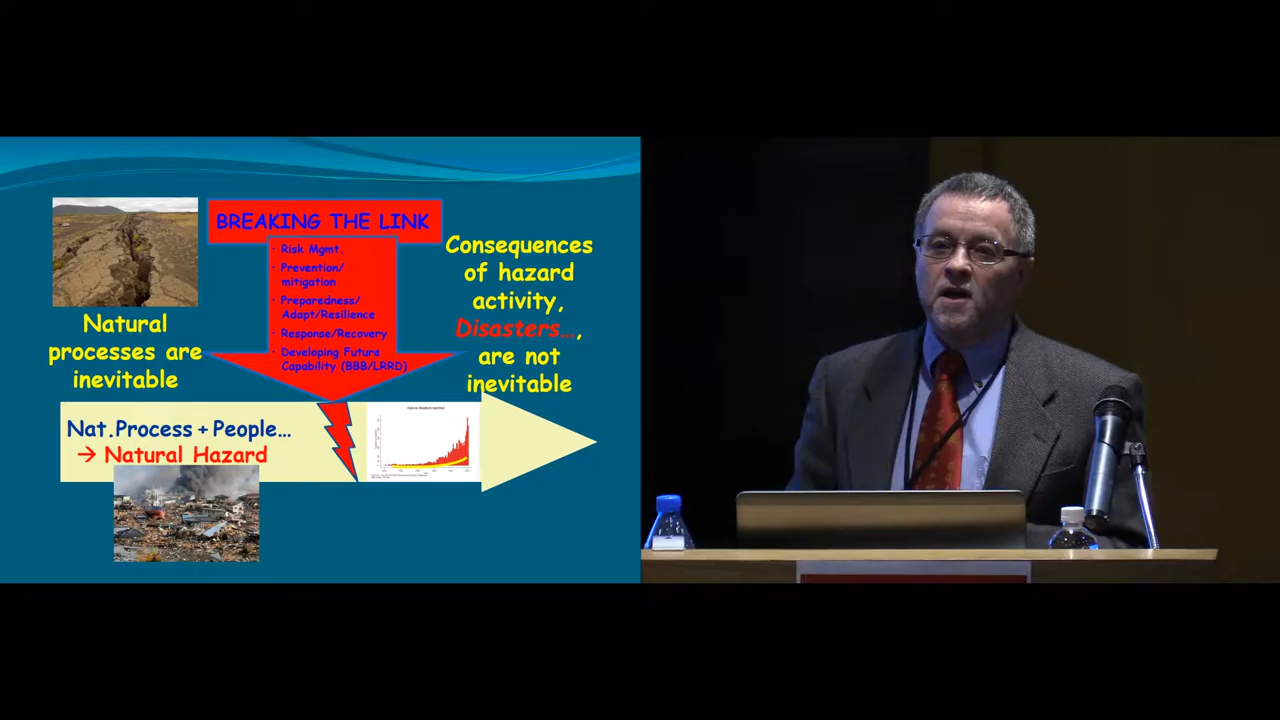 BREAKING THE LINK
· Risk Mgmt.
· Prevention/
mitigation
· Preparedness/
Adapt/Resilience
· Response/Recovery
· Developing Future
Capability (BBB/LRRD)
Natural
processes are
inevitable
Consequences
of hazard
activity,
Disasters…,
are not
inevitable
Nat.Process + People…
→ Natural Hazard